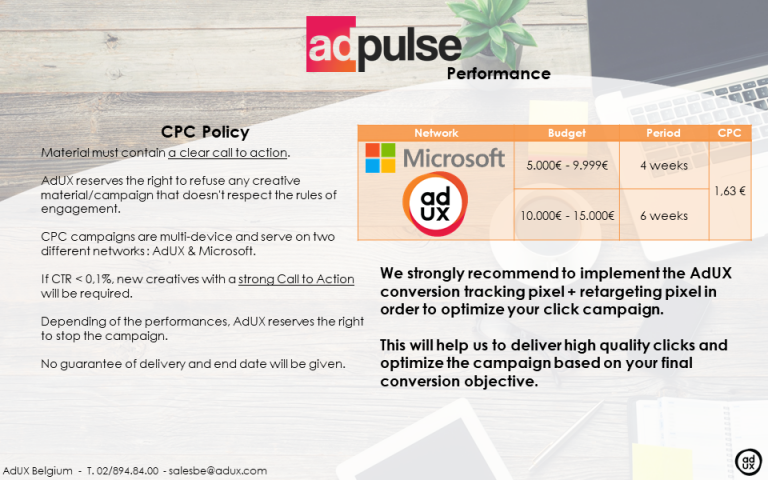 adpulse
Performance
CPC Policy
Material must contain a clear call to action.
AdUX reserves the right to refuse any creative
material/campaign that doesn't respect the rules of
engagement.
CPC campaigns are multi-device and serve on two
different networks : AdUX & Microsoft.
If CTR < 0,1%, new creatives with a strong Call to Action
will be required.
Depending of the performances, AdUX reserves the right
to stop the campaign.
No guarantee of delivery and end date will be given.
Network Budget Period CPC
Microsoft
5.000€ - 9.999€ 4 weeks
1,63 €
ad
ux
10.000€ - 15.000€ 6 weeks
We strongly recommend to implement the AdUX
conversion tracking pixel + retargeting pixel in
order to optimize your click campaign.
This will help us to deliver high quality clicks and
optimize the campaign based on your final
conversion objective.
AdUX Belgium - T. 02/894.84.00 - salesbe@adux.com
ad
ux